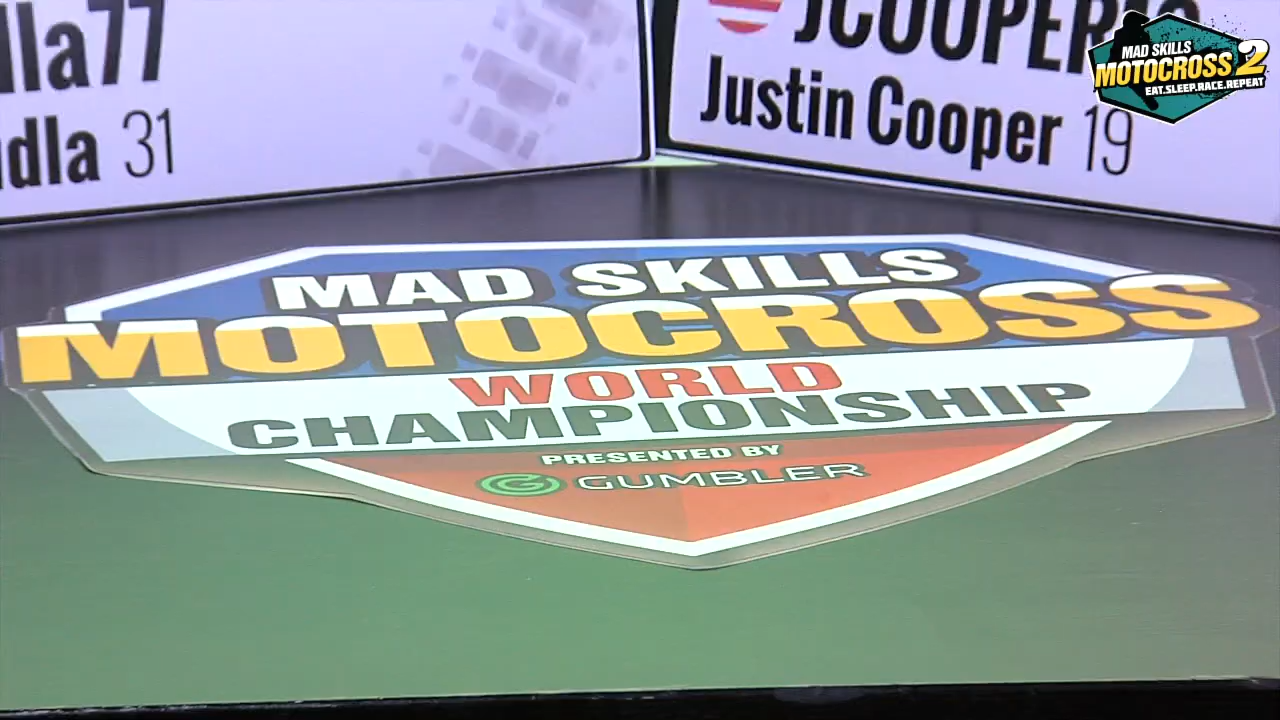 lla77
dla 31
JCOOPER
Justin Cooper 19
MAD SKILLS
MOTOCROSS 2
EAT.SLEEP.RACE.REPEAT
MAD SKILLS
MOTOCROSS
WORLD
CHAMPIONSHIP
PRESENTED BY
GUMBLER